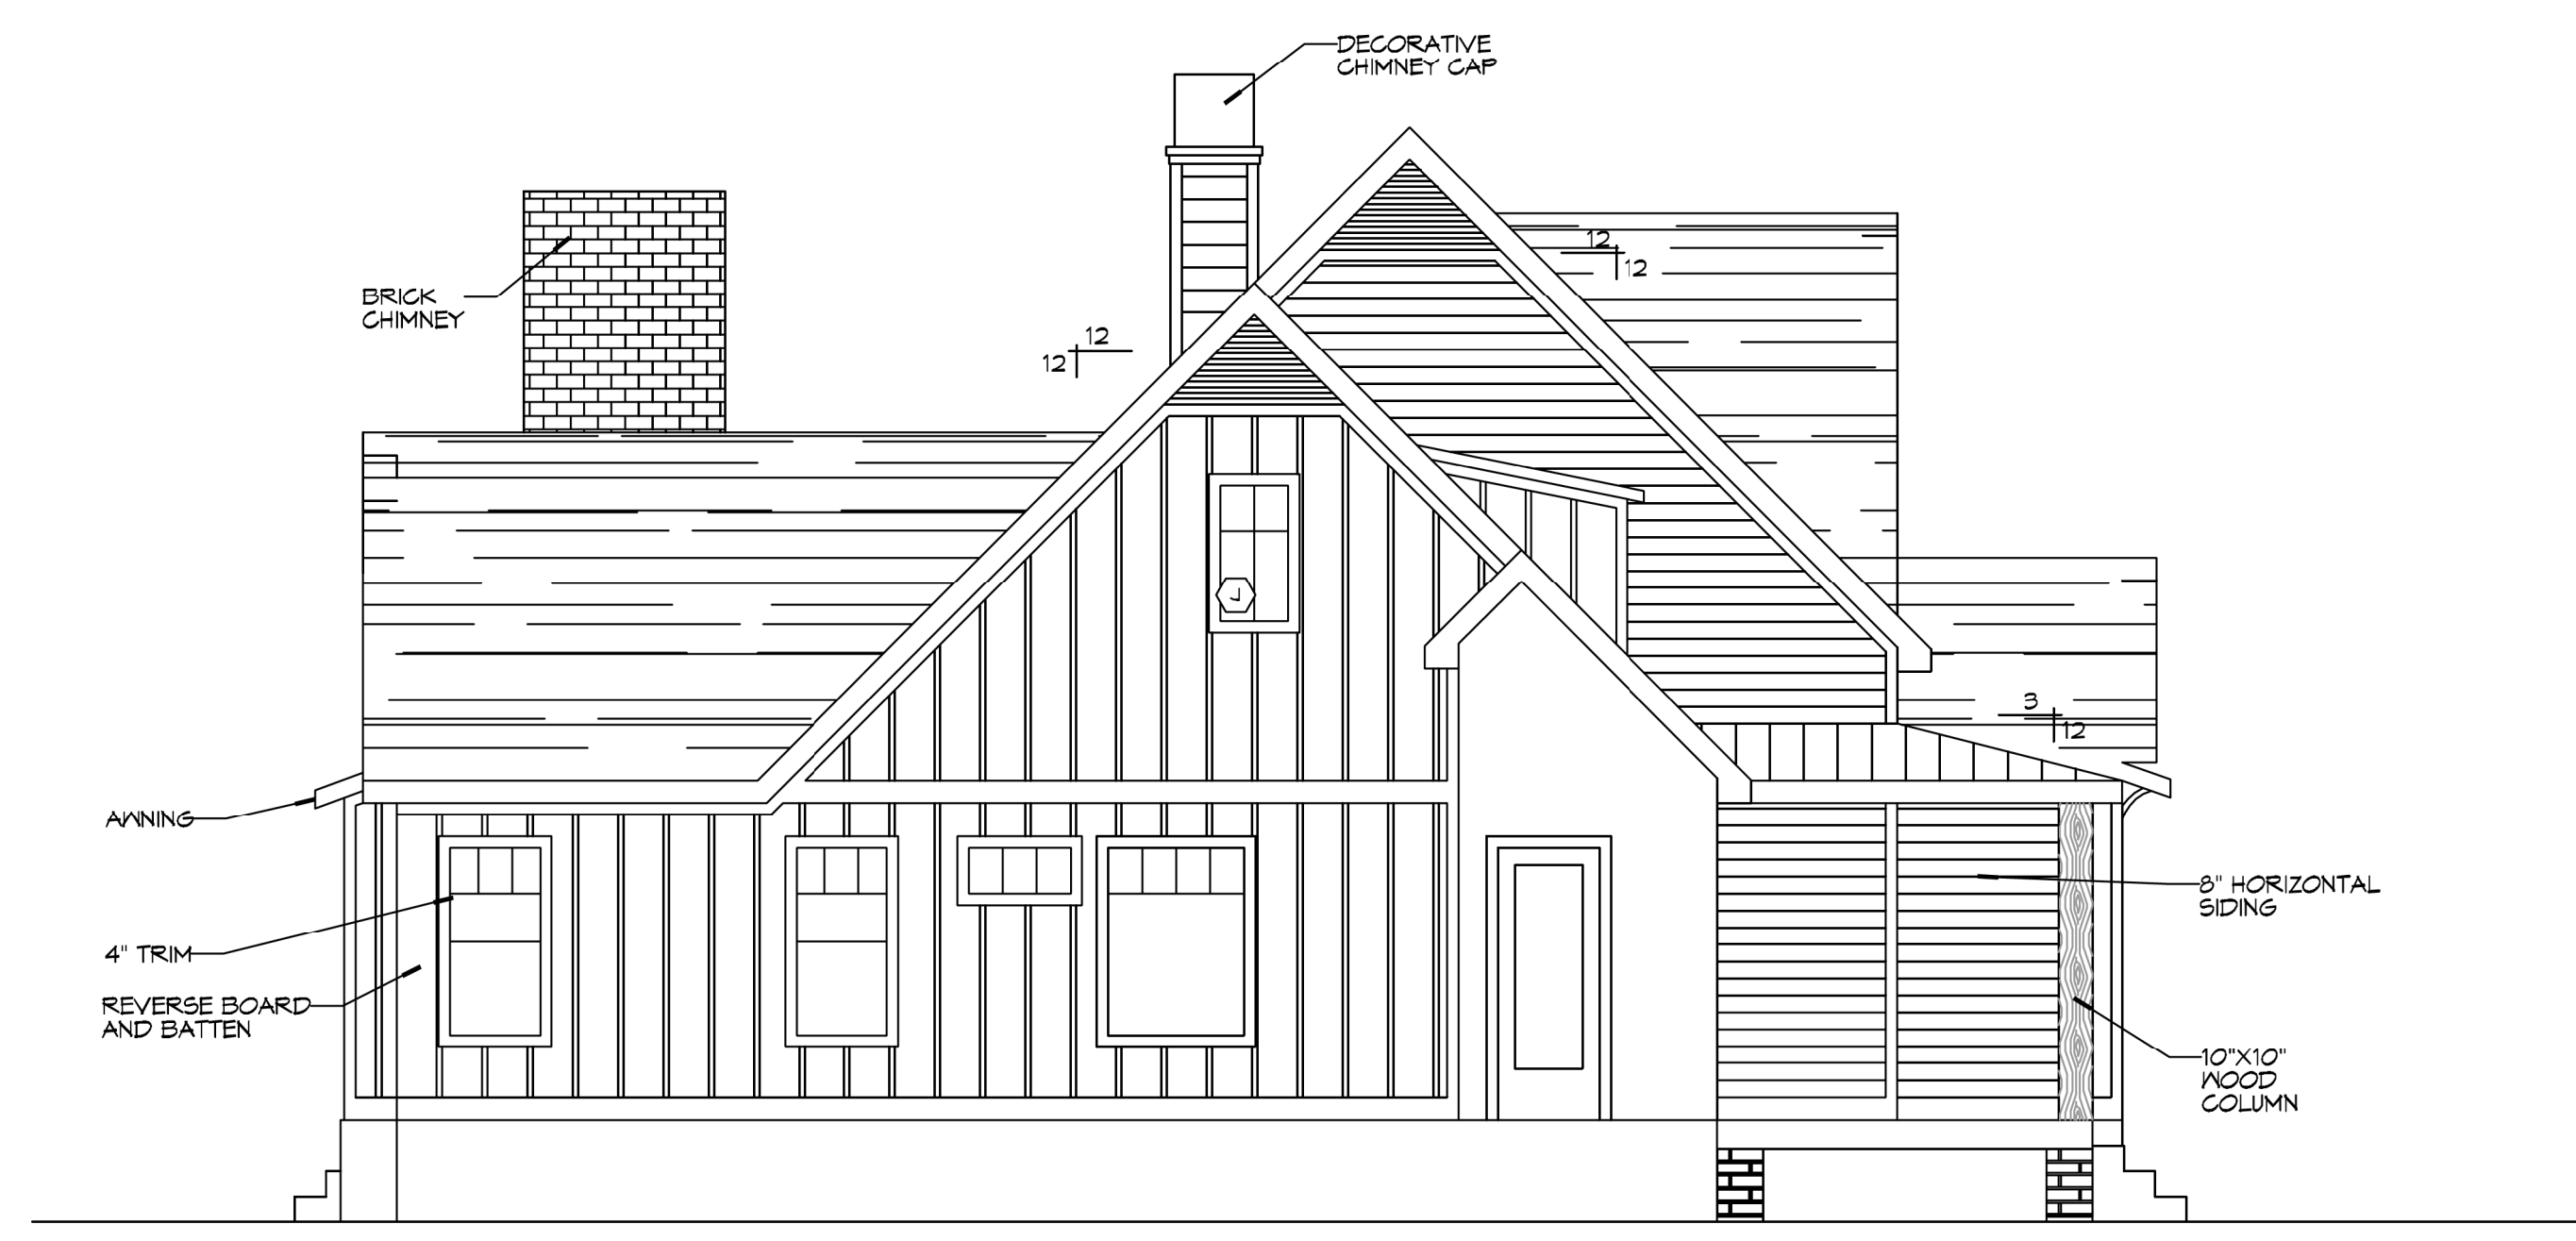 DECORATIVE
CHIMNEY CAP
12
12
BRICK
CHIMNEY
12
12
3
12
AWNING
8" HORIZONTAL
SIDING
4" TRIM
REVERSE BOARD
AND BATTEN
10"X10"
WOOD
COLUMN